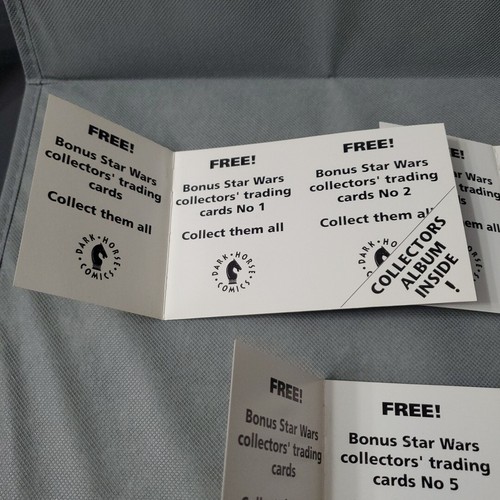 FREE!
Bonus Star Wars
collectors' trading
cards
Collect them all
DARK HORSE COMICS
FREE!
Bonus Star Wars
collectors' trading
cards No 1
Collect them all
DARK HORSE COMICS
FREE!
Bonus Star Wars
collectors' trading
cards No 2
Collect them all
COLLECTORS
ALBUM
INSIDE
!
FREE!
Bonus Star Wars
collectors' trading
cards
FREE!
Bonus Star Wars
collectors' trading
cards No 5